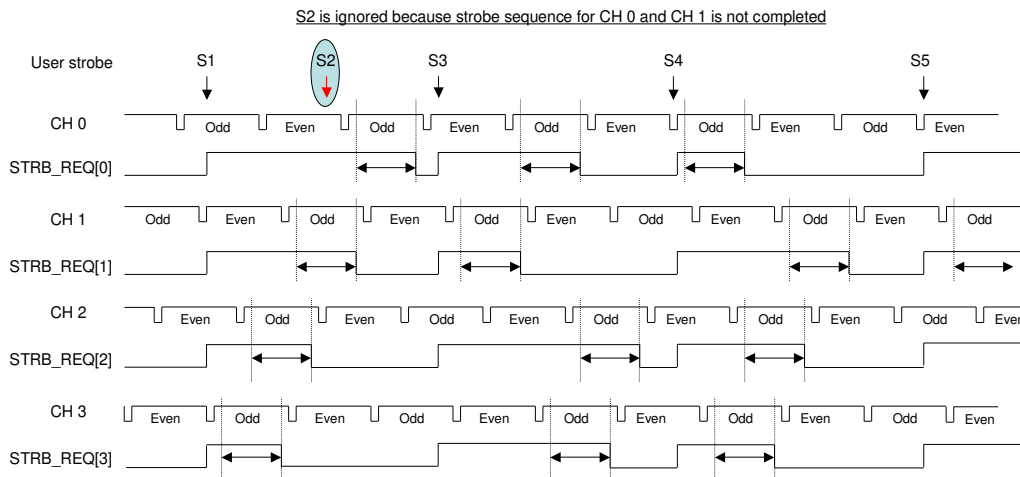 S2 is ignored because strobe sequence for CH 0 and CH 1 is not completed
User strobe S1 S2 S3 S4 S5
CH 0 Odd Even Odd Even Odd Even Odd Even Odd Even
STRB_REQ[0]
CH 1 Odd Even Odd Even Odd Even Odd Even Odd Even Odd
STRB_REQ[1]
CH 2 Even Odd Even Odd Even Odd Even Odd Even Odd Even
STRB_REQ[2]
CH 3 Even Odd Even Odd Even Odd Even Odd Even Odd Even
STRB_REQ[3]